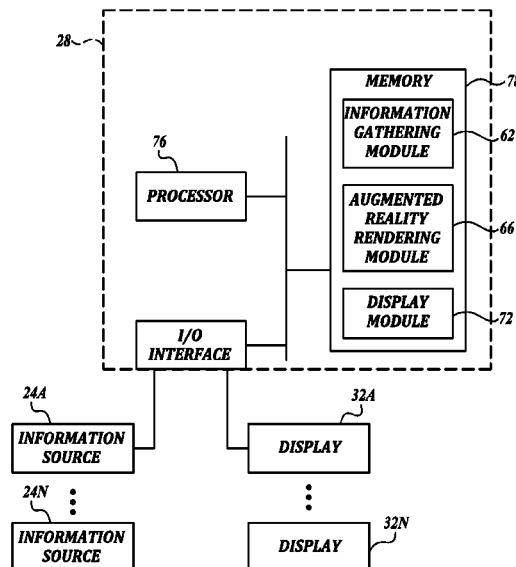 28
MEMORY
78
INFORMATION
GATHERING
MODULE
62
76
PROCESSOR
AUGMENTED
REALITY
RENDERING
MODULE
66
DISPLAY
MODULE
72
I/O
INTERFACE
24A
INFORMATION
SOURCE
32A
DISPLAY
24N
INFORMATION
SOURCE
32N
DISPLAY